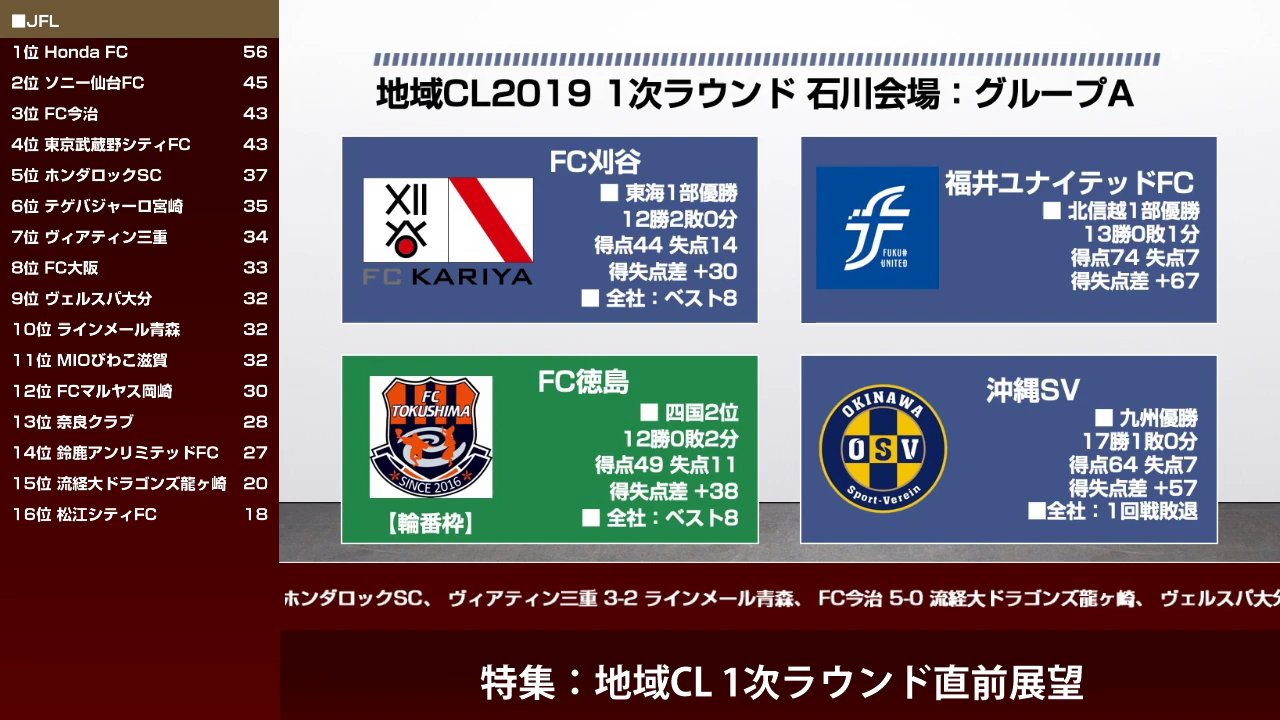 ■JFL
1位 Honda FC 56
2位 ソニー仙台FC 45
3位 FC今治 43
4位 東京武蔵野シティFC 43
5位 ホンダロックSC 37
6位 テゲバジャーロ宮崎 35
7位 ヴィアティン三重 34
8位 FC大阪 33
9位 ヴェルスパ大分 32
10位 ラインメール青森 32
11位 MIOびわこ滋賀 32
12位 FCマルヤス岡崎 30
13位 奈良クラブ 28
14位 鈴鹿アンリミテッドFC 27
15位 流経大ドラゴンズ龍ヶ崎 20
16位 松江シティFC 18
地域CL2019 1次ラウンド 石川会場：グループA
FC刈谷
■ 東海1部優勝
12勝2敗0分
得点44 失点14
得失点差 +30
■ 全社：ベスト8
XII
FC KARIYA
福井ユナイテッドFC
■ 北信越1部優勝
13勝0敗1分
得点74 失点7
得失点差 +67
FUKUI
UNITED
FC徳島
■ 四国2位
12勝0敗2分
得点49 失点11
得失点差 +38
■ 全社：ベスト8
FC
TOKUSHIMA
SINCE 2016
【輪番枠】
沖縄SV
■ 九州優勝
17勝1敗0分
得点64 失点7
得失点差 +57
■全社：1回戦敗退
OKINAWA
OSV
Sport-Verein
ホンダロックSC、 ヴィアティン三重 3-2 ラインメール青森、 FC今治 5-0 流経大ドラゴンズ龍ヶ崎、 ヴェルスパ大分
特集：地域CL 1次ラウンド直前展望